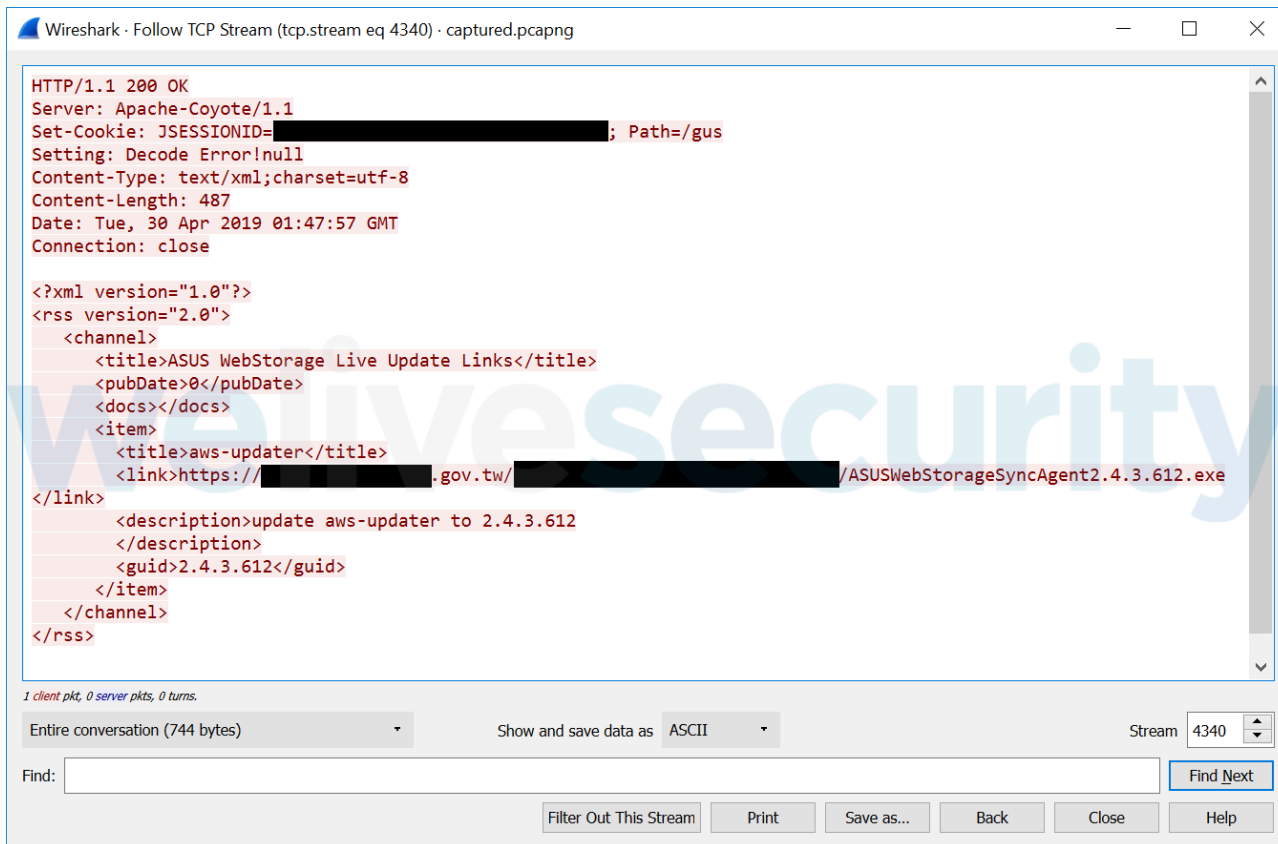 Wireshark · Follow TCP Stream (tcp.stream eq 4340) · captured.pcapng
HTTP/1.1 200 OK
Server: Apache-Coyote/1.1
Set-Cookie: JSESSIONID= ; Path=/gus
Setting: Decode Error!null
Content-Type: text/xml;charset=utf-8
Content-Length: 487
Date: Tue, 30 Apr 2019 01:47:57 GMT
Connection: close
<?xml version="1.0"?>
<rss version="2.0">
<channel>
<title>ASUS WebStorage Live Update Links</title>
<pubDate>0</pubDate>
<docs></docs>
<item>
<title>aws-updater</title>
<link>https:// .gov.tw/ /ASUSWebStorageSyncAgent2.4.3.612.exe
</link>
<description>update aws-updater to 2.4.3.612
</description>
<guid>2.4.3.612</guid>
</item>
</channel>
</rss>
welivesecurity
1 client pkt, 0 server pkts, 0 turns.
Entire conversation (744 bytes) Show and save data as ASCII Stream 4340
Find: Find Next
Filter Out This Stream Print Save as... Back Close Help